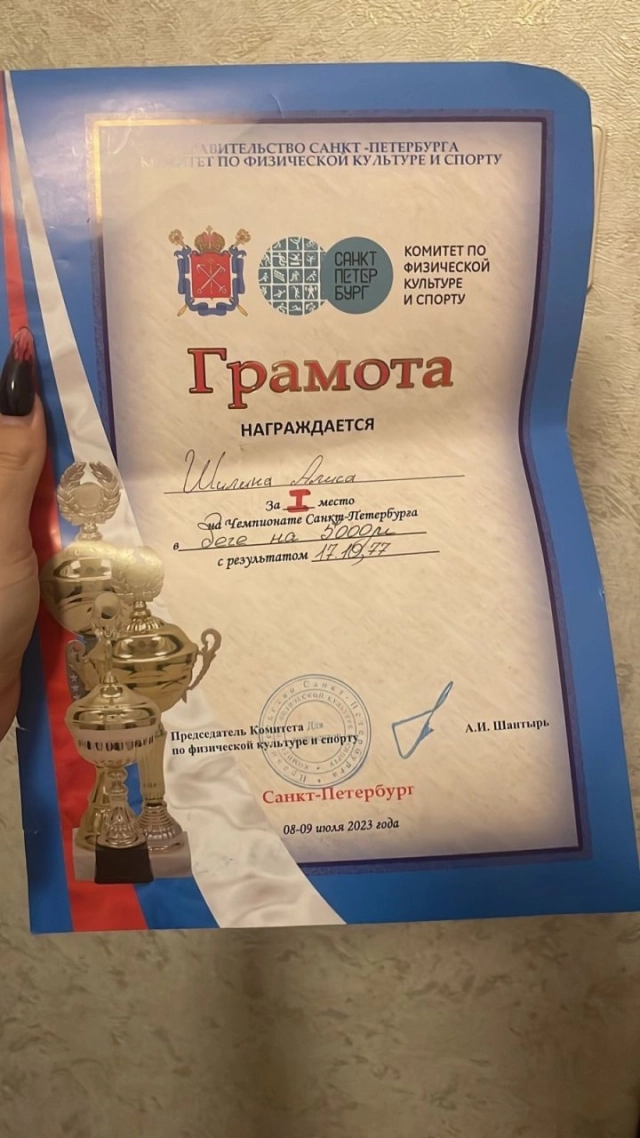 ПРАВИТЕЛЬСТВО САНКТ -ПЕТЕРБУРГА
КОМИТЕТ ПО ФИЗИЧЕСКОЙ КУЛЬТУРЕ И СПОРТУ
САНКТ
ПЕТЕР
БУРГ
КОМИТЕТ ПО
ФИЗИЧЕСКОЙ
КУЛЬТУРЕ
И СПОРТУ
Грамота
НАГРАЖДАЕТСЯ
Шилина Алиса
За I место
на Чемпионате Санкт-Петербурга
в беге на 5000м
с результатом 17.19,77
Председатель Комитета
по физической культуре и спорту
А.И. Шантырь
Санкт-Петербург
08-09 июля 2023 года